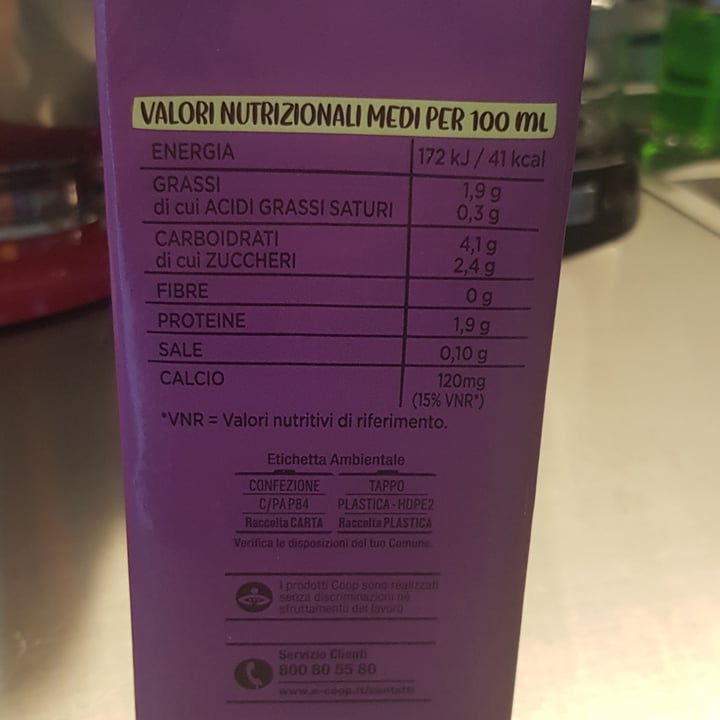 VALORI NUTRIZIONALI MEDI PER 100 mL
ENERGIA 172 kJ / 41 kcal
GRASSI 1,9 g
di cui ACIDI GRASSI SATURI 0,3 g
CARBOIDRATI 4,1 g
di cui ZUCCHERI 2,4 g
FIBRE 0 g
PROTEINE 1,9 g
SALE 0,10 g
CALCIO 120mg
(15% VNR*)
*VNR = Valori nutritivi di riferimento.
Etichetta Ambientale
CONFEZIONE TAPPO
C/PAP84 PLASTICA - HDPE2
Raccolta CARTA Raccolta PLASTICA
Verifica le disposizioni del tuo Comune.
I prodotti Coop sono realizzati
senza discriminazioni né
sfruttamento del lavoro
Servizio Clienti
800 80 55 80
www.e-coop.it/contatti